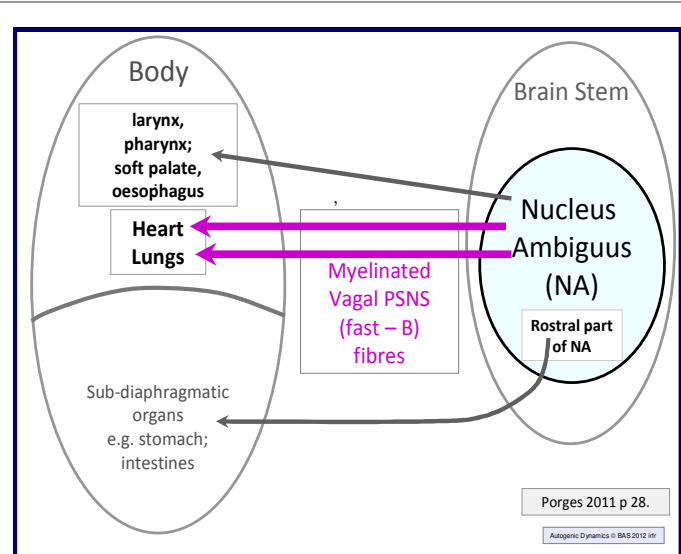 Body
larynx,
pharynx;
soft palate,
oesophagus
Heart
Lungs
Sub-diaphragmatic
organs
e.g. stomach;
intestines
,
Myelinated
Vagal PSNS
(fast – B)
fibres
Brain Stem
Nucleus
Ambiguus
(NA)
Rostral part
of NA
Porges 2011 p 28.
Autogenic Dynamics © BAS 2012 irfr